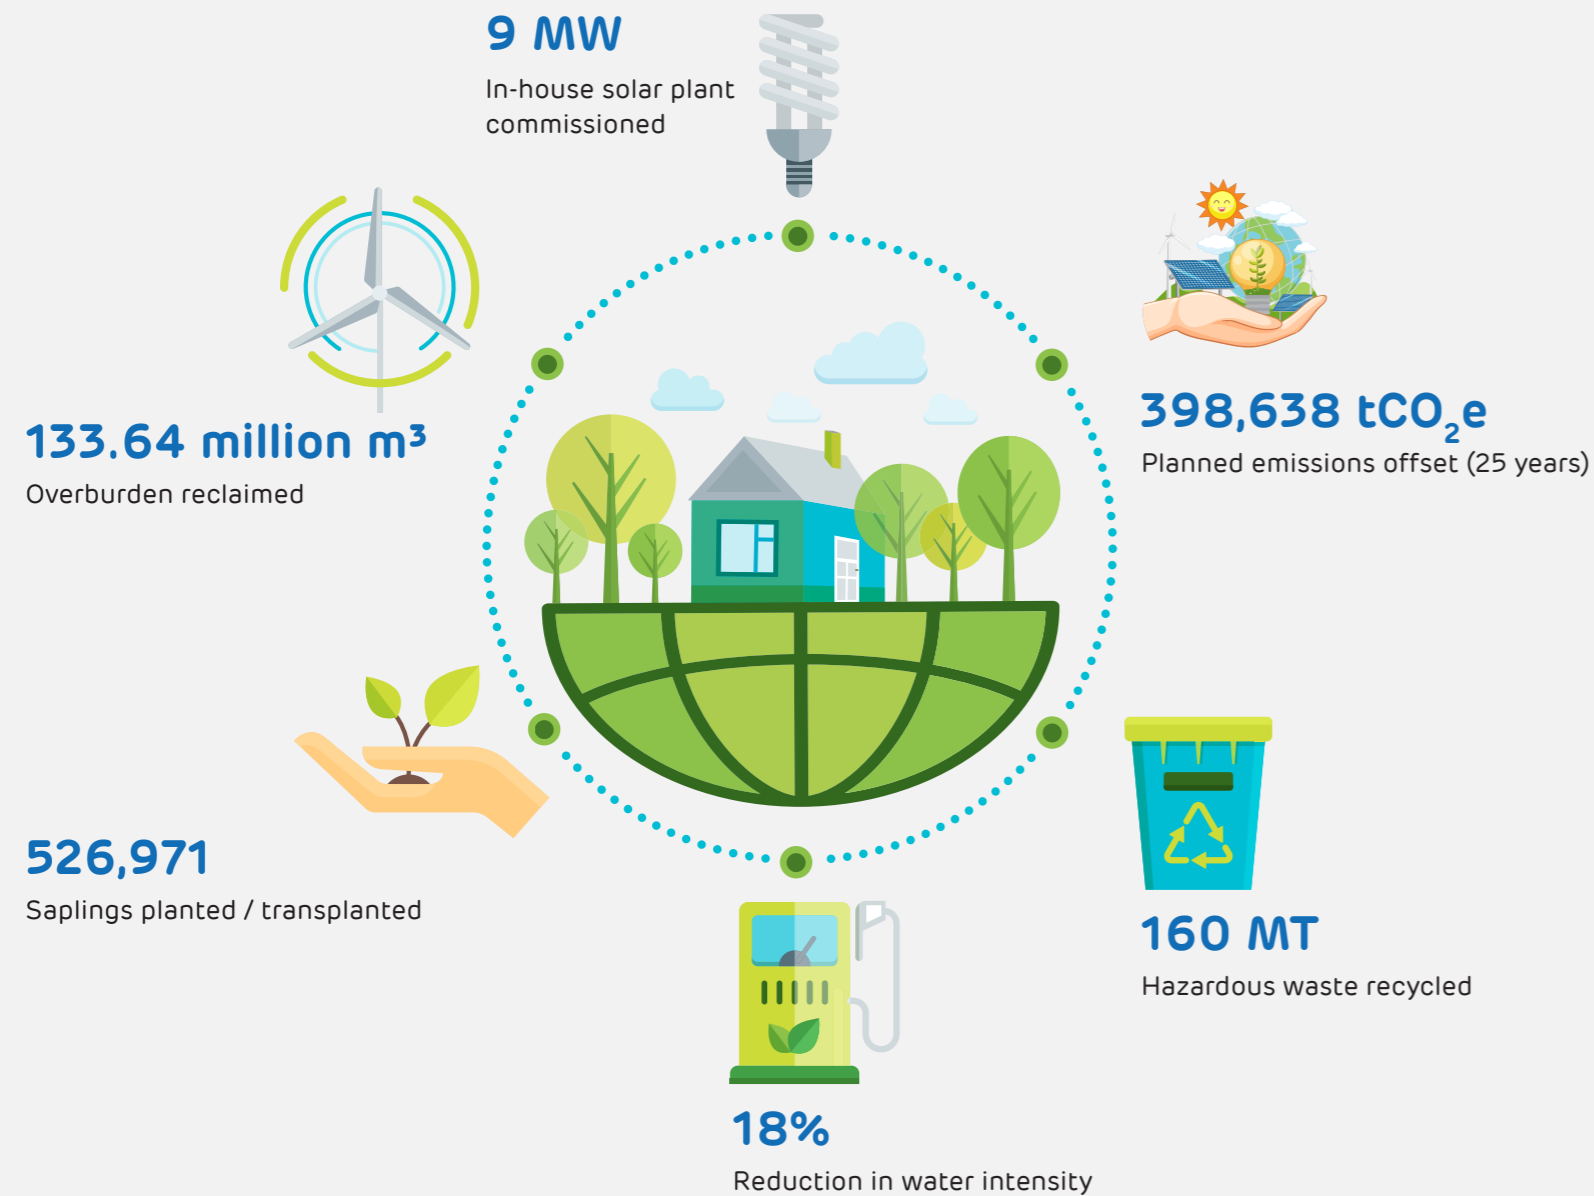 9 MW
In-house solar plant
commissioned
398,638 tCO₂e
Planned emissions offset (25 years)
133.64 million m³
Overburden reclaimed
526,971
Saplings planted / transplanted
160 MT
Hazardous waste recycled
18%
Reduction in water intensity